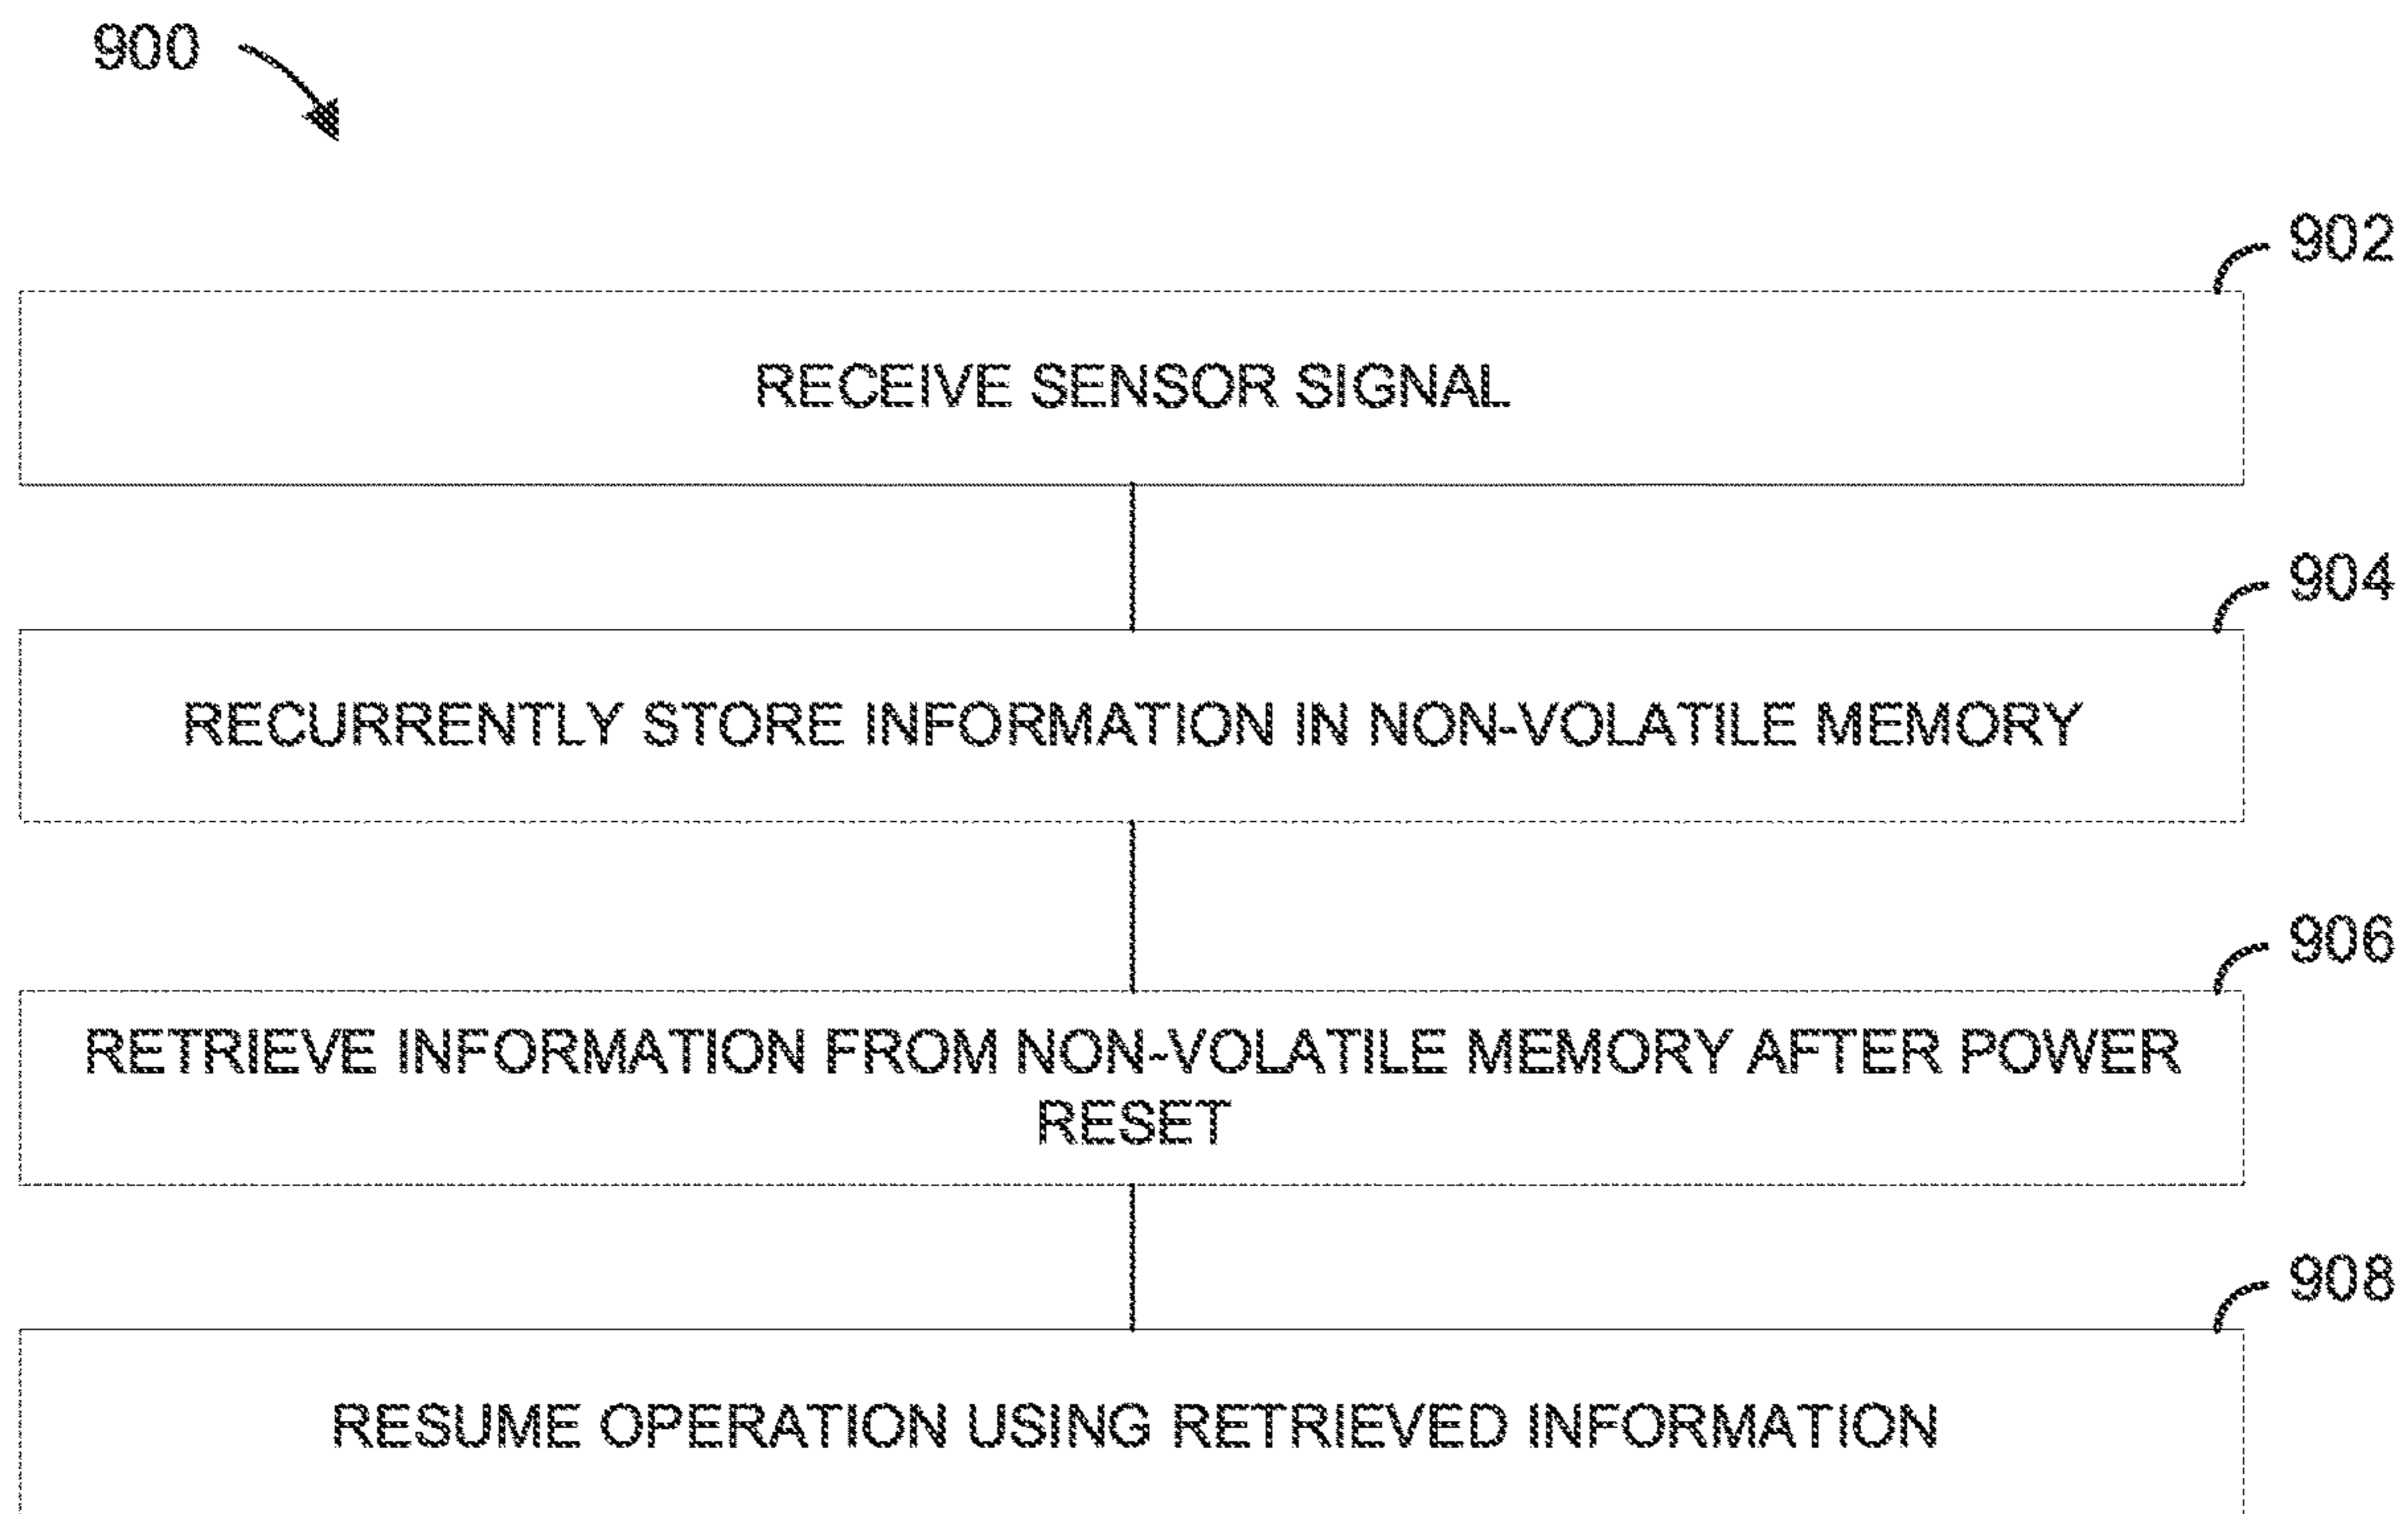 900
902
RECEIVE SENSOR SIGNAL
904
RECURRENTLY STORE INFORMATION IN NON-VOLATILE MEMORY
906
RETRIEVE INFORMATION FROM NON-VOLATILE MEMORY AFTER POWER
RESET
908
RESUME OPERATION USING RETRIEVED INFORMATION